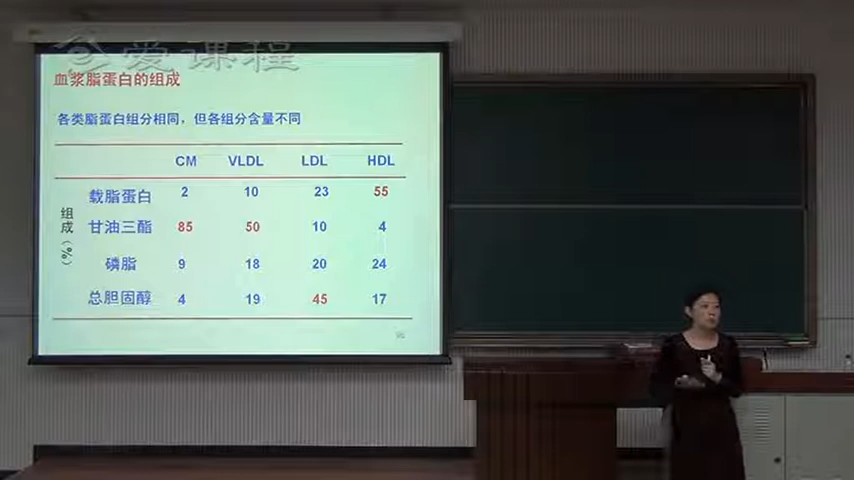 爱课程
血浆脂蛋白的组成
各类脂蛋白组分相同，但各组分含量不同
CM VLDL LDL HDL
组成（%）
载脂蛋白 2 10 23 55
甘油三酯 85 50 10 4
磷脂 9 18 20 24
总胆固醇 4 19 45 17